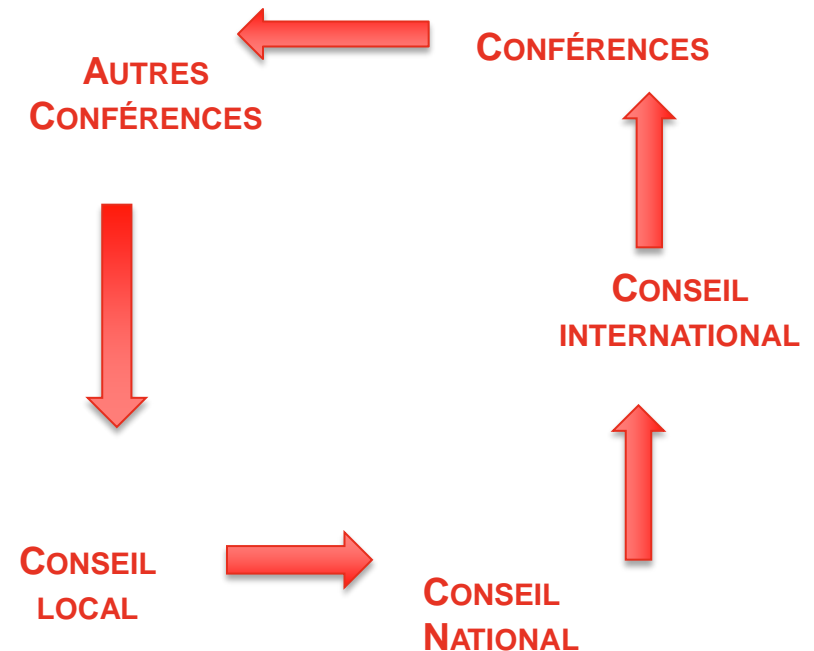 AUTRES
CONFÉRENCES
CONFÉRENCES
CONSEIL
INTERNATIONAL
CONSEIL
LOCAL
CONSEIL
NATIONAL